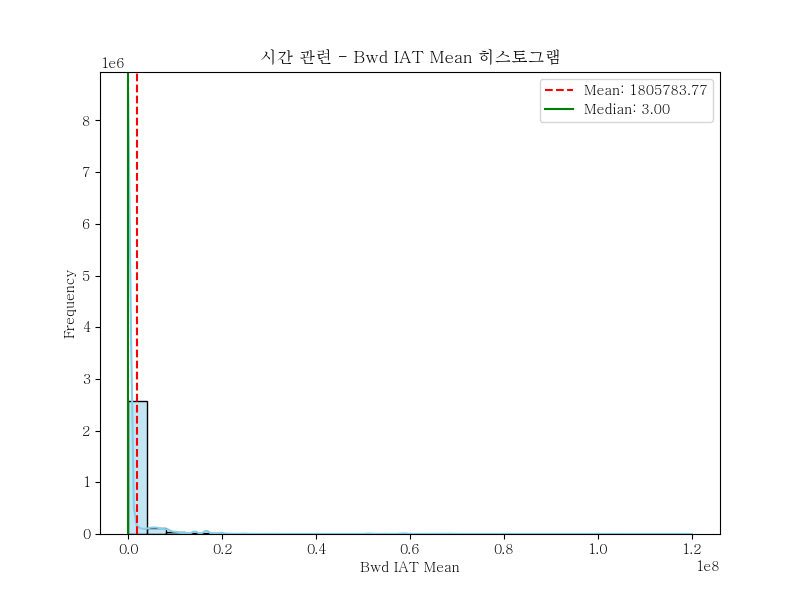 시간 관련 - Bwd IAT Mean 히스토그램
1e6
Mean: 1805783.77
Median: 3.00
8
7
6
5
4
3
2
1
0
Frequency
0.0 0.2 0.4 0.6 0.8 1.0 1.2
1e8
Bwd IAT Mean